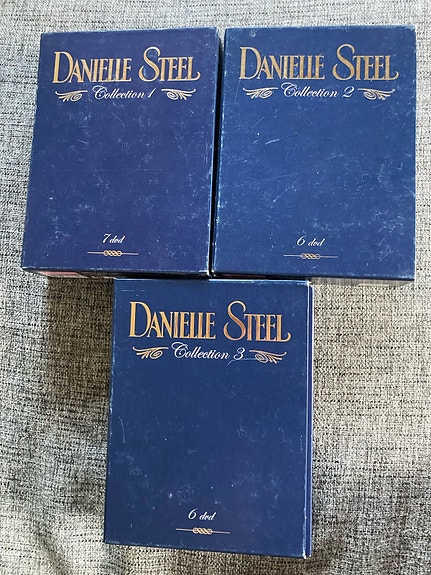 DANIELLE STEEL
Collection 1
7 dvd
DANIELLE STEEL
Collection 2
6 dvd
DANIELLE STEEL
Collection 3
6 dvd